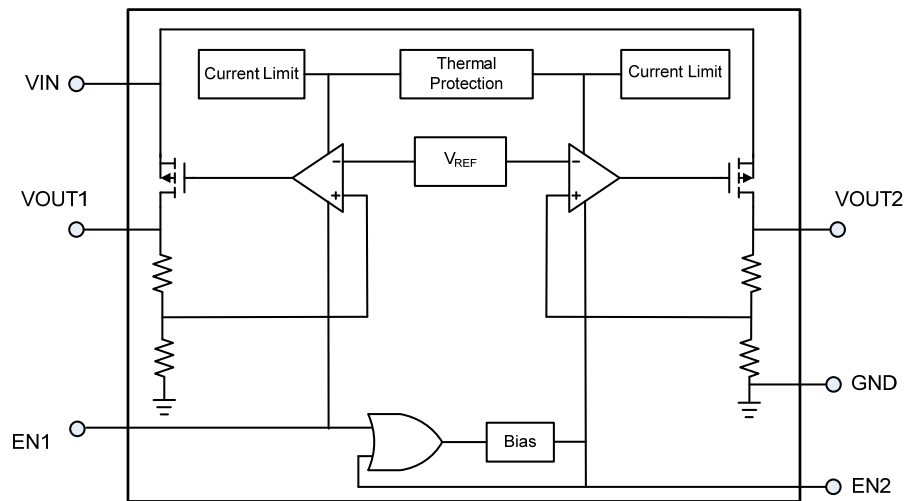 Current Limit
Thermal
Protection
Current Limit
VIN
VREF
−
−
+
+
VOUT1
VOUT2
GND
EN1
Bias
EN2